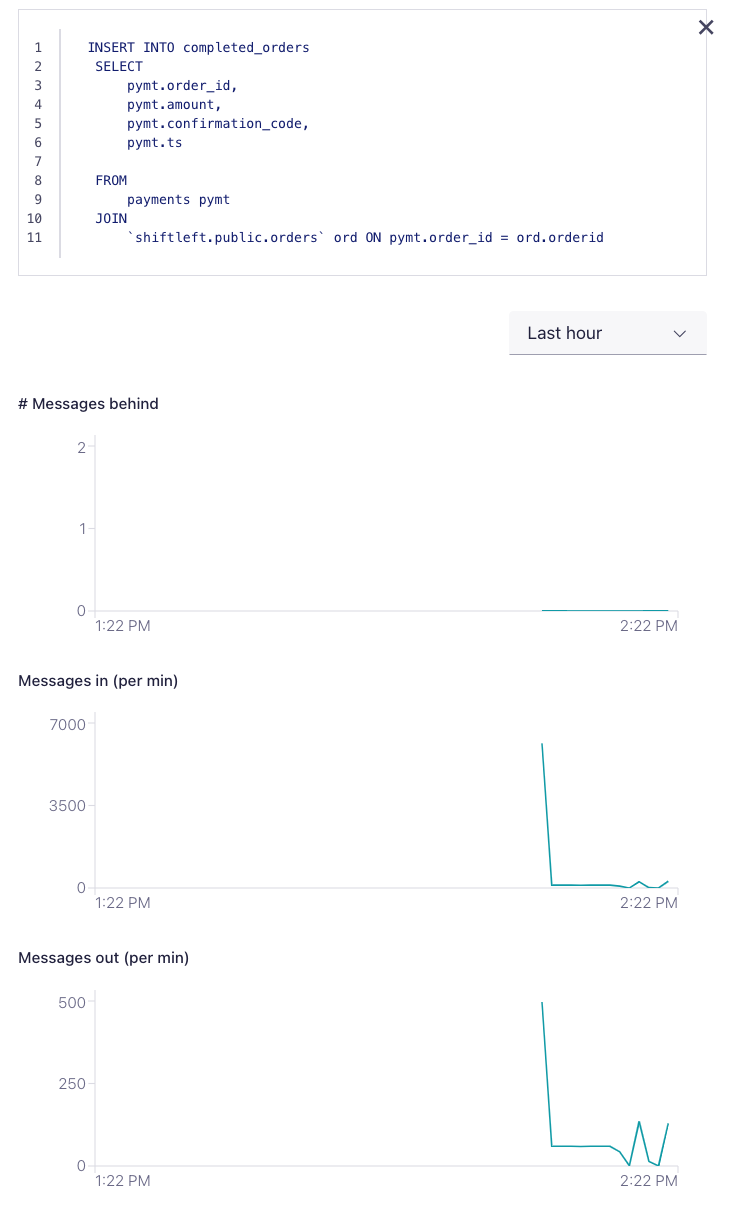 1 INSERT INTO completed_orders
2 SELECT
3 pymt.order_id,
4 pymt.amount,
5 pymt.confirmation_code,
6 pymt.ts
7
8 FROM
9 payments pymt
10 JOIN
11 `shiftleft.public.orders` ord ON pymt.order_id = ord.orderid
Last hour
# Messages behind
2
1
0
1:22 PM 2:22 PM
Messages in (per min)
7000
3500
0
1:22 PM 2:22 PM
Messages out (per min)
500
250
0
1:22 PM 2:22 PM